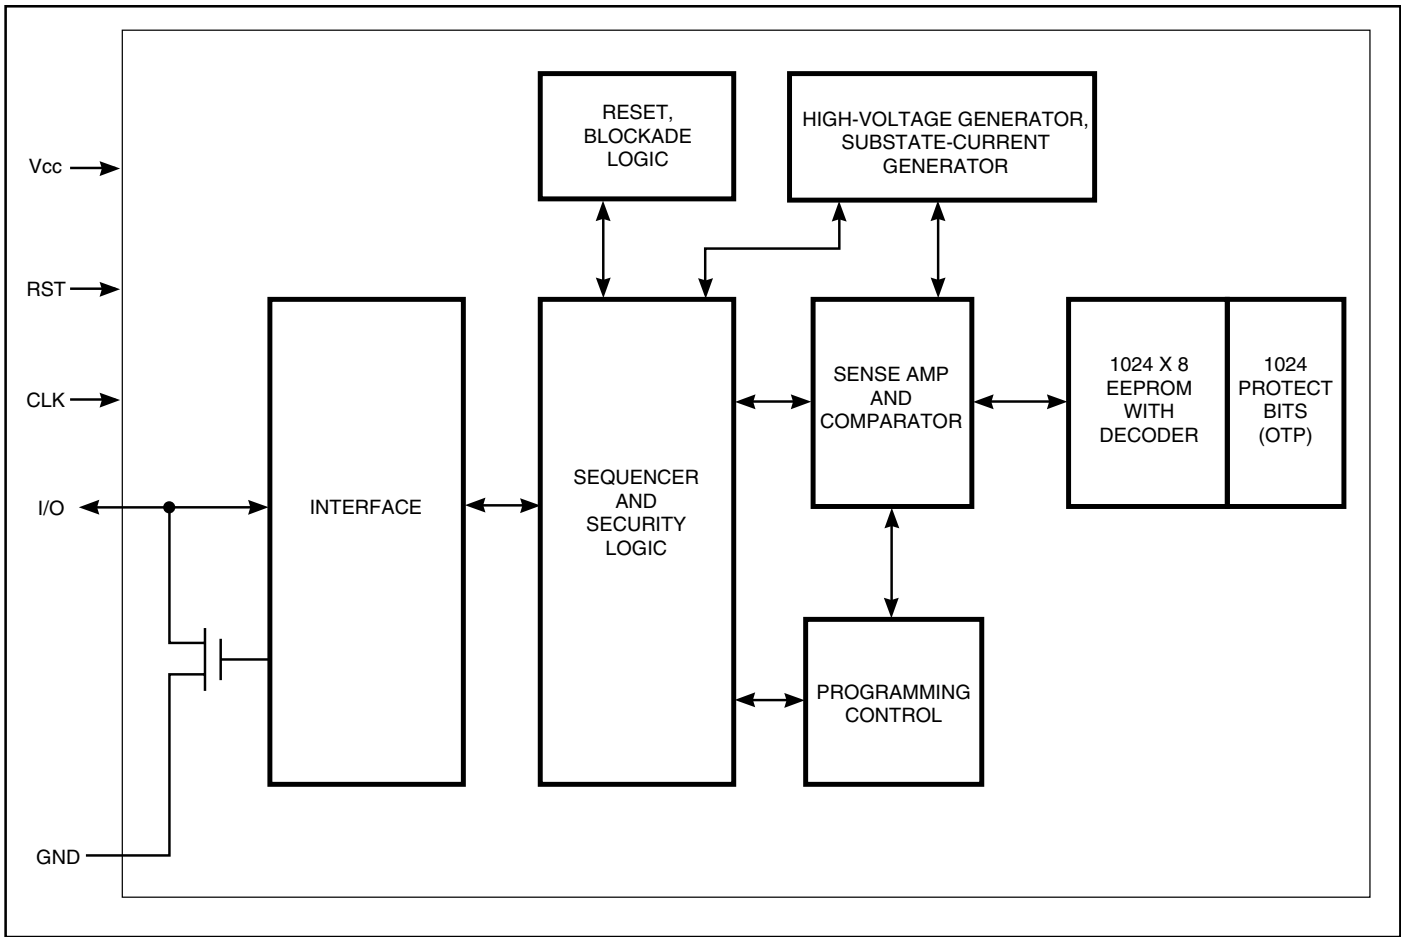 RESET,
BLOCKADE
LOGIC
HIGH-VOLTAGE GENERATOR,
SUBSTATE-CURRENT
GENERATOR
Vcc
RST
CLK
I/O
GND
INTERFACE
SEQUENCER
AND
SECURITY
LOGIC
SENSE AMP
AND
COMPARATOR
1024 X 8
EEPROM
WITH
DECODER
1024
PROTECT
BITS
(OTP)
PROGRAMMING
CONTROL